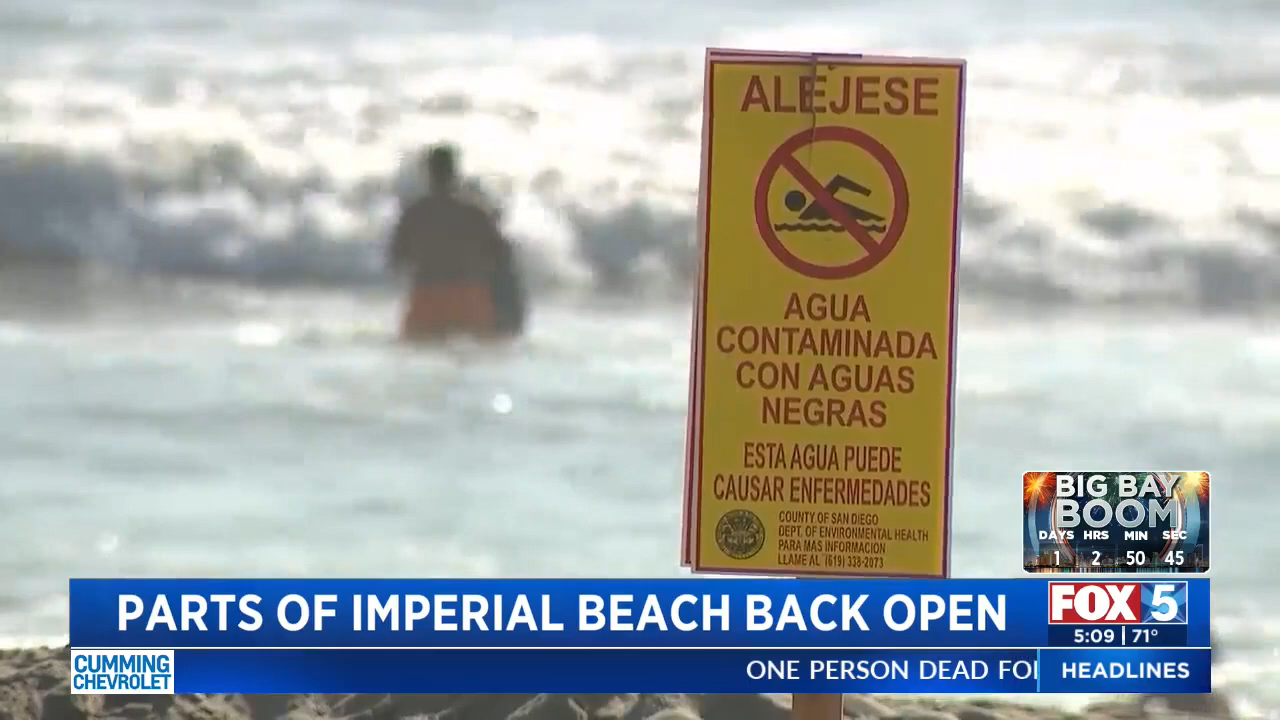 ALEJESE
AGUA
CONTAMINADA
CON AGUAS
NEGRAS
ESTA AGUA PUEDE
CAUSAR ENFERMEDADES
COUNTY OF SAN DIEGO
DEPT. OF ENVIRONMENTAL HEALTH
PARA MAS INFORMACION
LLAME AL (619) 338-2073
BIG BAY
BOOM
DAYS HRS MIN SEC
1 2 50 45
PARTS OF IMPERIAL BEACH BACK OPEN
FOX 5
5:09 71°
CUMMING
CHEVROLET
ONE PERSON DEAD
HEADLINES